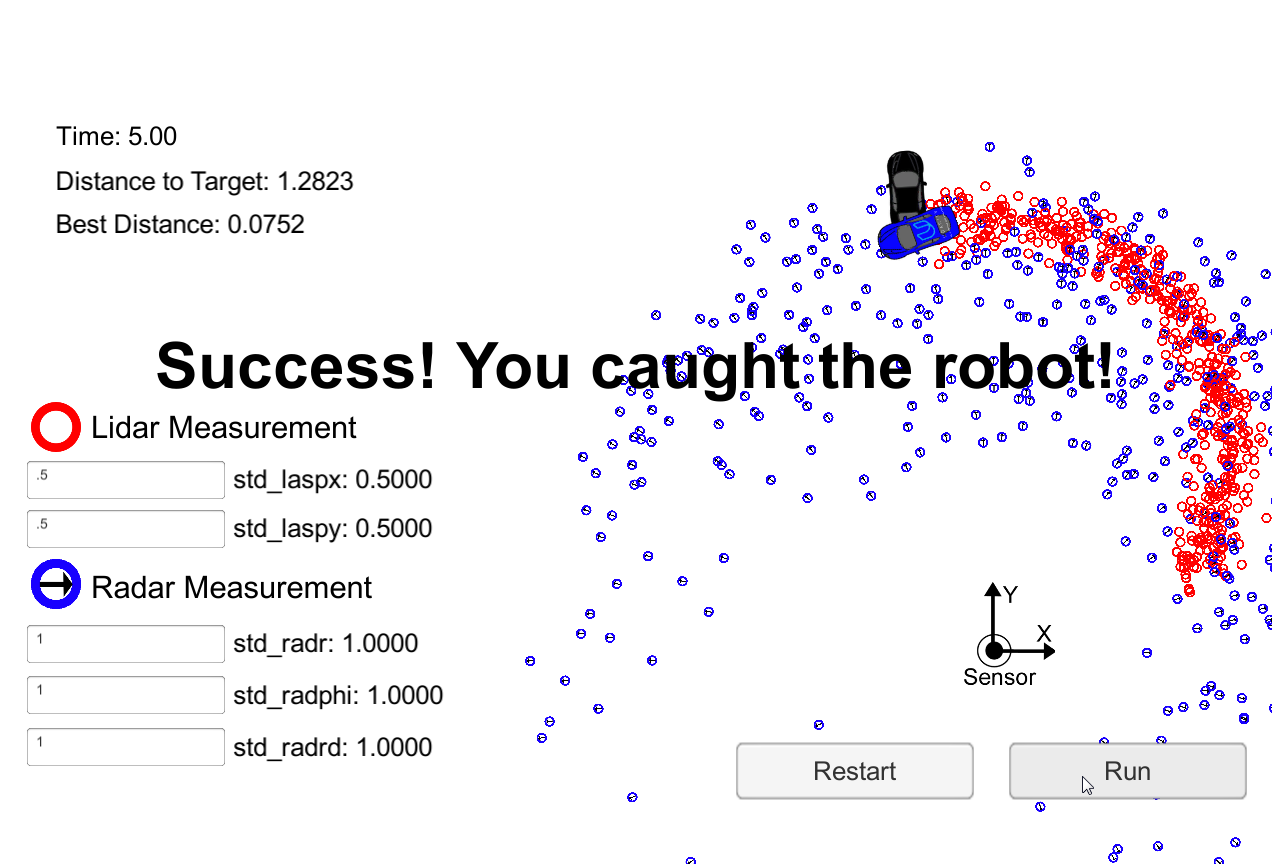 Time: 5.00
Distance to Target: 1.2823
Best Distance: 0.0752
Success! You caught the robot!
Lidar Measurement
.5 std_laspx: 0.5000
.5 std_laspy: 0.5000
Radar Measurement
1 std_radr: 1.0000
1 std_radphi: 1.0000
1 std_radrd: 1.0000
Y
X
Sensor
Restart Run